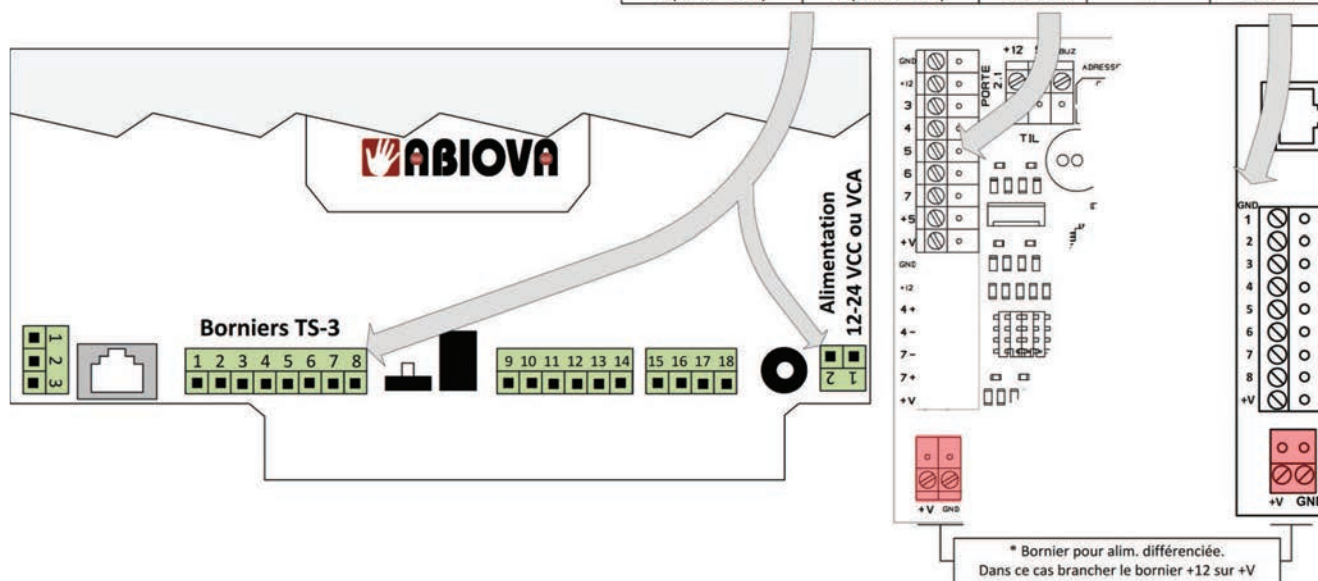 ABIOVA
Alimentation
12-24 VCC ou VCA
Borniers TS-3
1 2 3
1 2 3 4 5 6 7 8
9 10 11 12 13 14
15 16 17 18
2 1
GND
+12
3
4
5
6
7
+5
+V
GND
+12
4+
4-
7-
7+
+V
PORTE
2.1
+12
BUZ
TIL
+V GND
GND
1
2
3
4
5
6
7
8
+V
+V GND
* Bornier pour alim. différenciée.
Dans ce cas brancher le bornier +12 sur +V